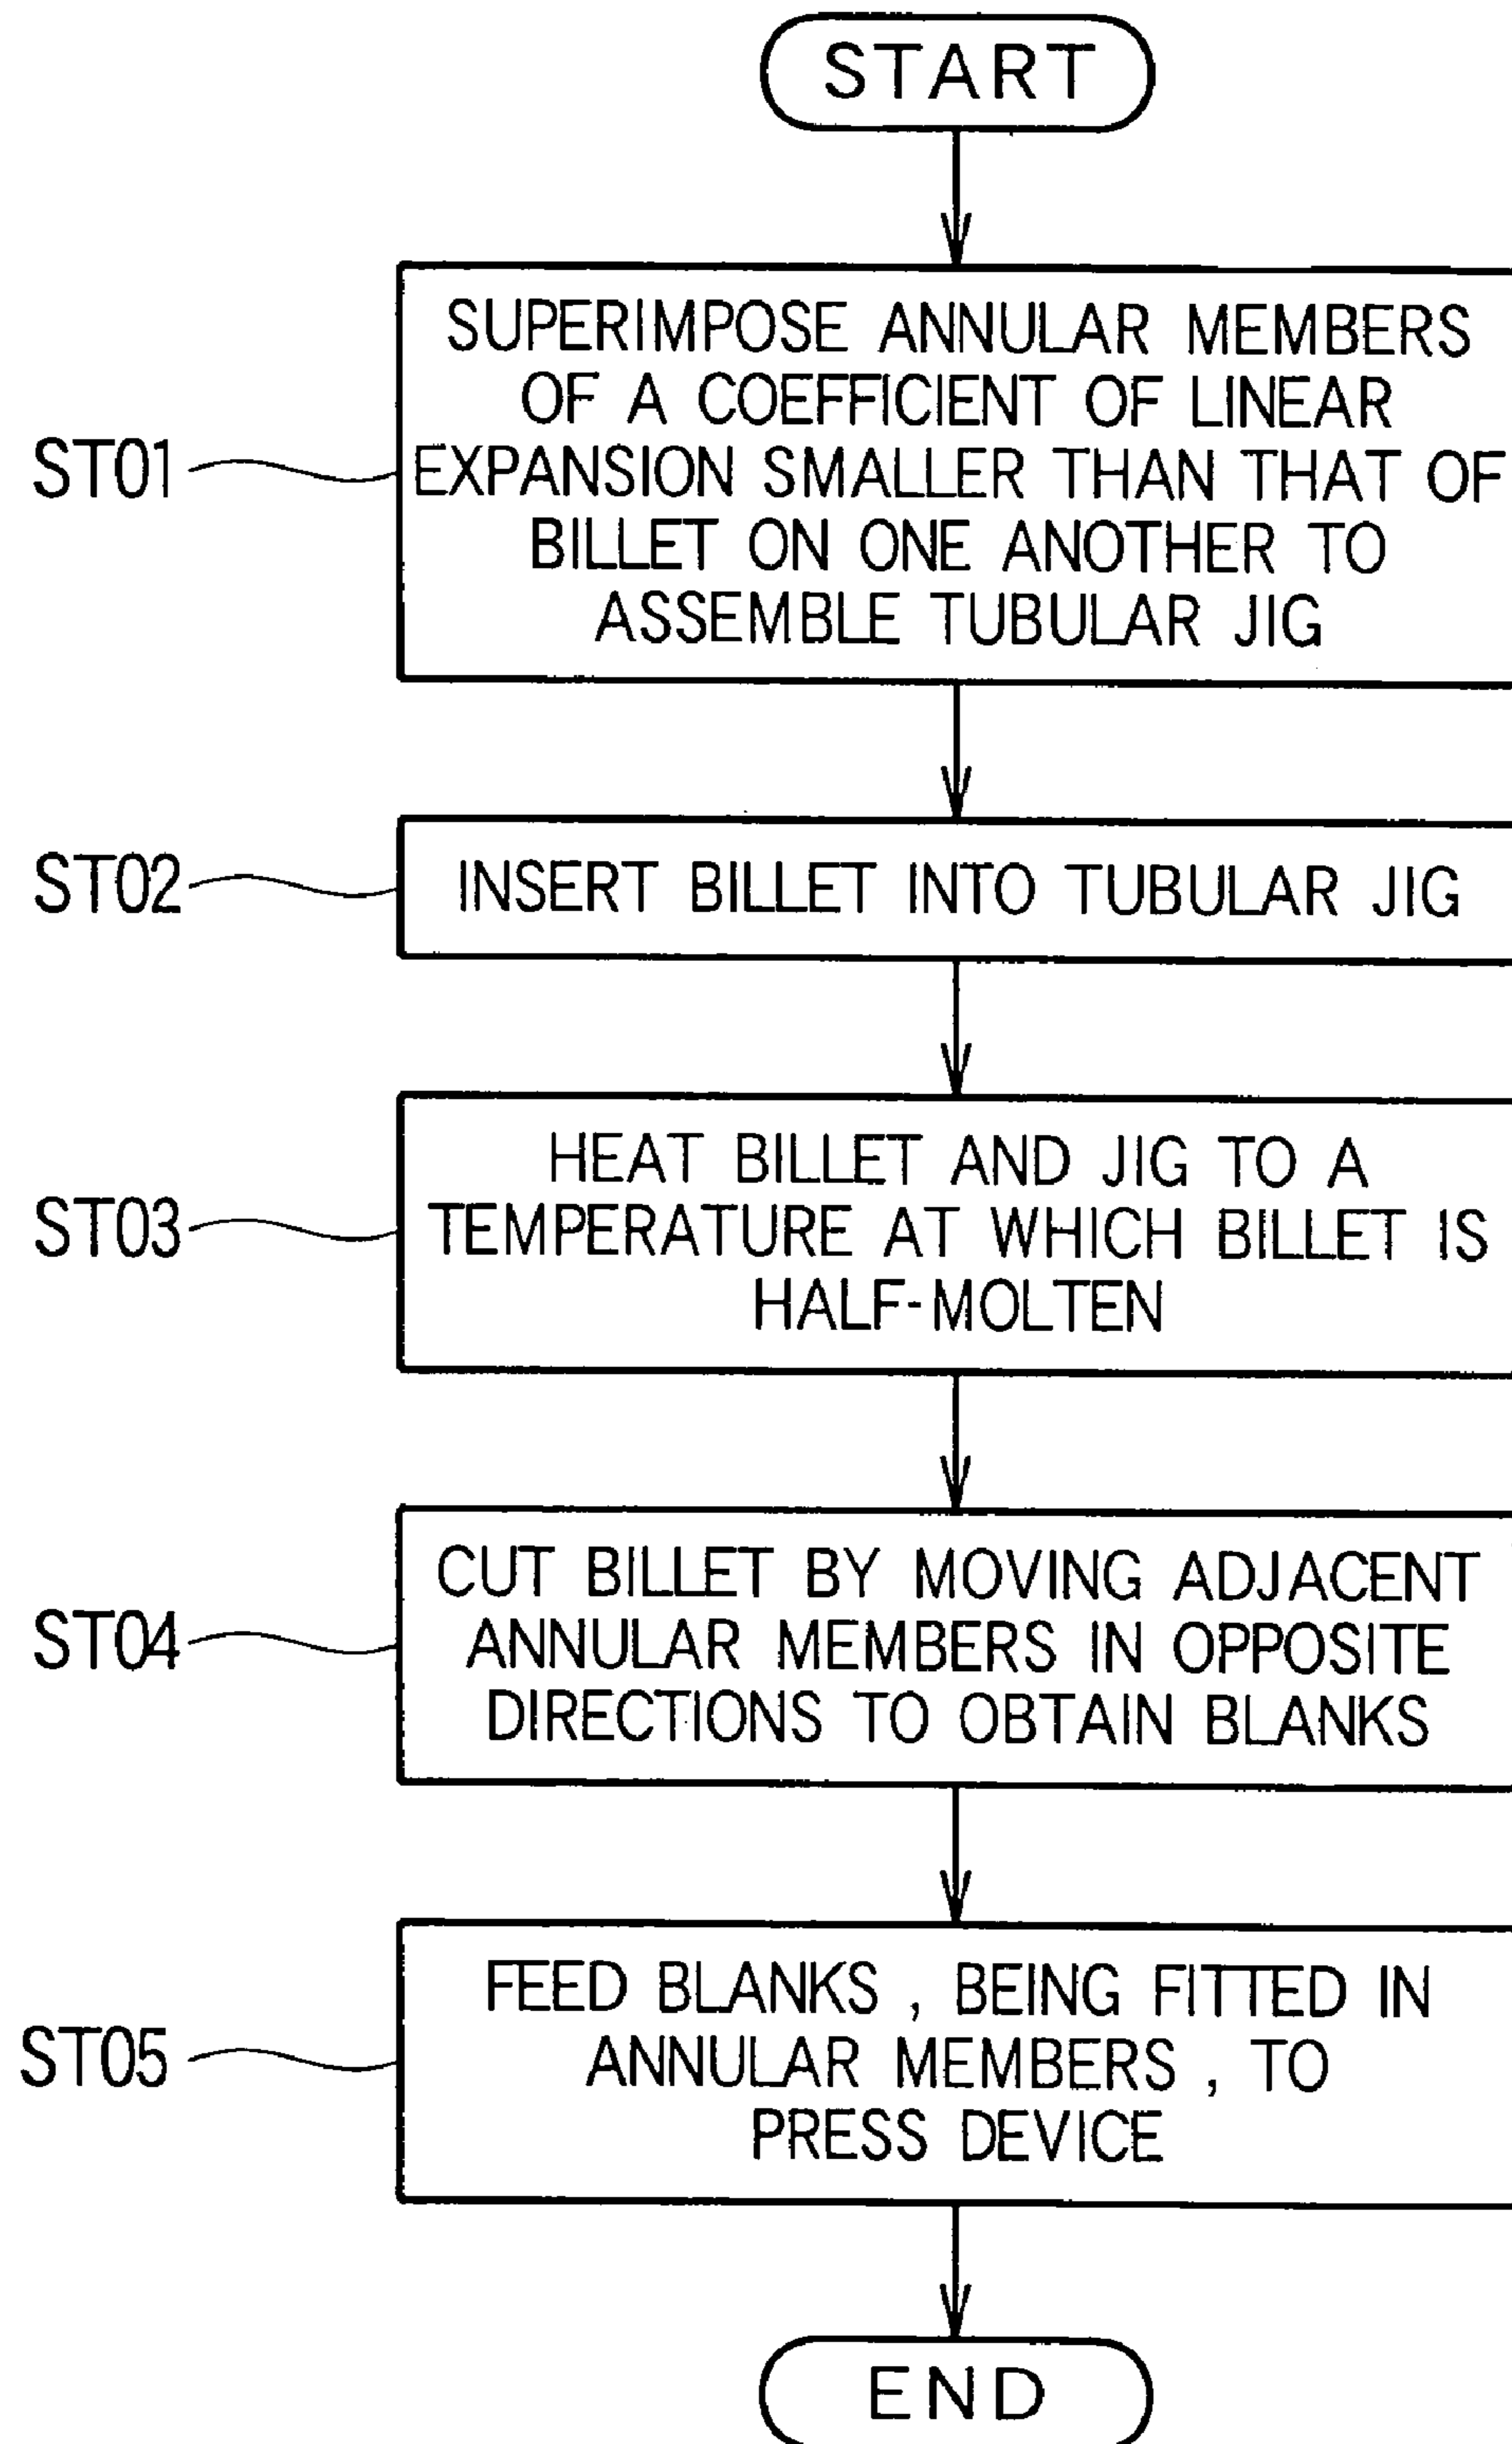 START
ST01
SUPERIMPOSE ANNULAR MEMBERS
OF A COEFFICIENT OF LINEAR
EXPANSION SMALLER THAN THAT OF
BILLET ON ONE ANOTHER TO
ASSEMBLE TUBULAR JIG
ST02
INSERT BILLET INTO TUBULAR JIG
ST03
HEAT BILLET AND JIG TO A
TEMPERATURE AT WHICH BILLET IS
HALF-MOLTEN
ST04
CUT BILLET BY MOVING ADJACENT
ANNULAR MEMBERS IN OPPOSITE
DIRECTIONS TO OBTAIN BLANKS
ST05
FEED BLANKS , BEING FITTED IN
ANNULAR MEMBERS , TO
PRESS DEVICE
END